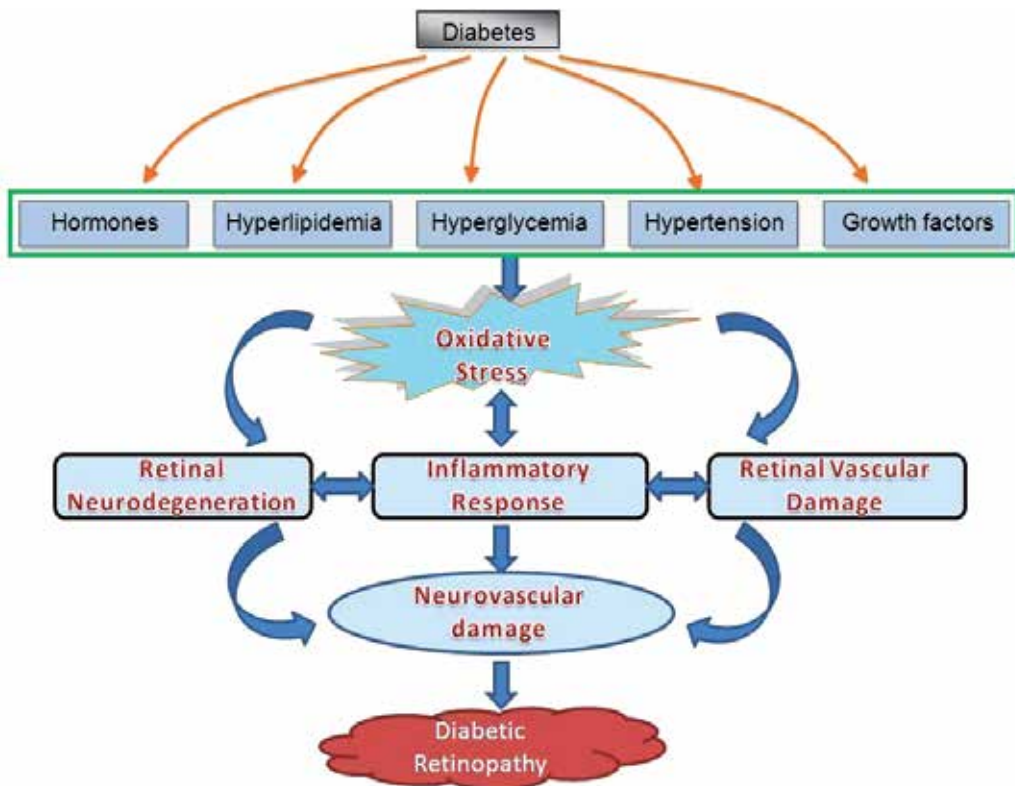 Diabetes
Hormones
Hyperlipidemia
Hyperglycemia
Hypertension
Growth factors
Oxidative
Stress
Retinal
Neurodegeneration
Inflammatory
Response
Retinal Vascular
Damage
Neurovascular
damage
Diabetic
Retinopathy